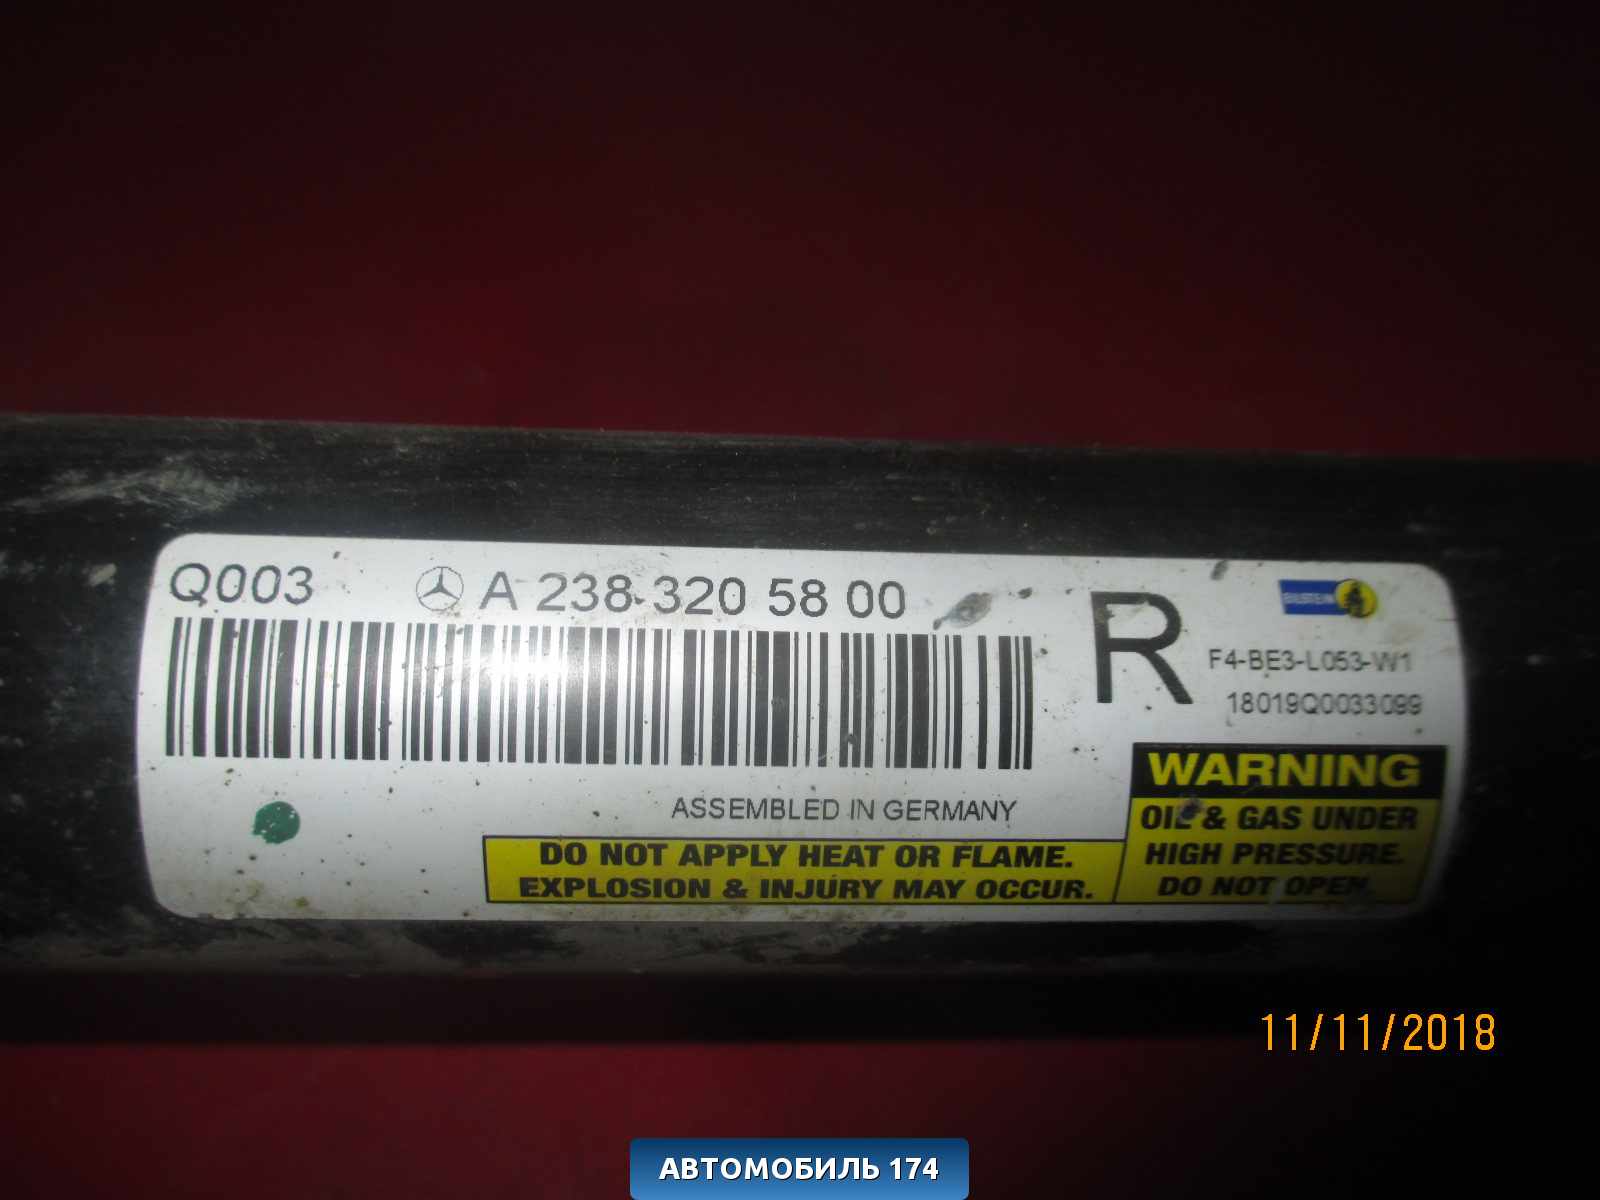 Q003 A 238 320 58 00
R
BILSTEIN
F4-BE3-L053-W1
18019Q0033099
ASSEMBLED IN GERMANY
DO NOT APPLY HEAT OR FLAME.
EXPLOSION & INJURY MAY OCCUR.
WARNING
OIL & GAS UNDER
HIGH PRESSURE.
DO NOT OPEN.
11/11/2018
АВТОМОБИЛЬ 174